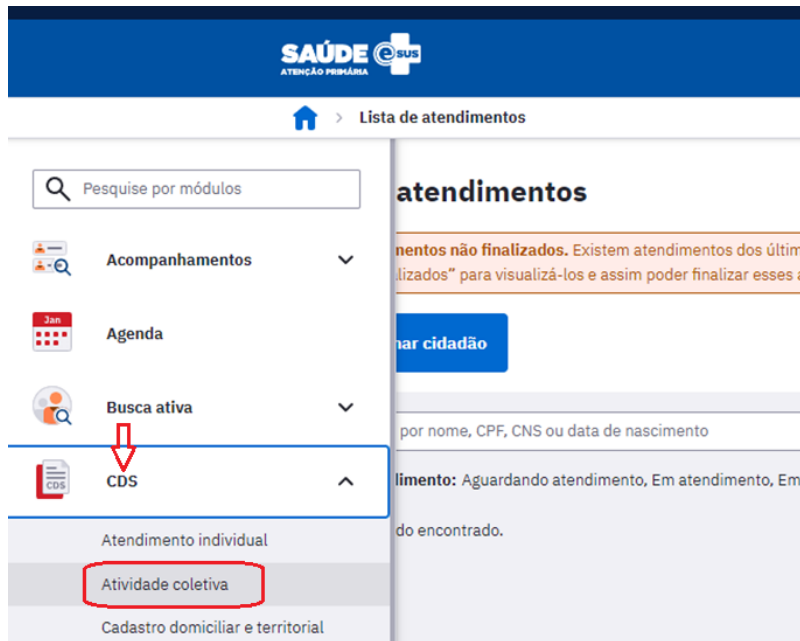 SAÚDE e SUS
ATENÇÃO PRIMÁRIA
Lista de atendimentos
Pesquise por módulos
atendimentos
mentos não finalizados. Existem atendimentos dos últim
lizados" para visualizá-los e assim poder finalizar esses a
Acompanhamentos
Jan
Agenda
nar cidadão
Busca ativa
por nome, CPF, CNS ou data de nascimento
CDS
CDS
dimento: Aguardando atendimento, Em atendimento, Em
do encontrado.
Atendimento individual
Atividade coletiva
Cadastro domiciliar e territorial